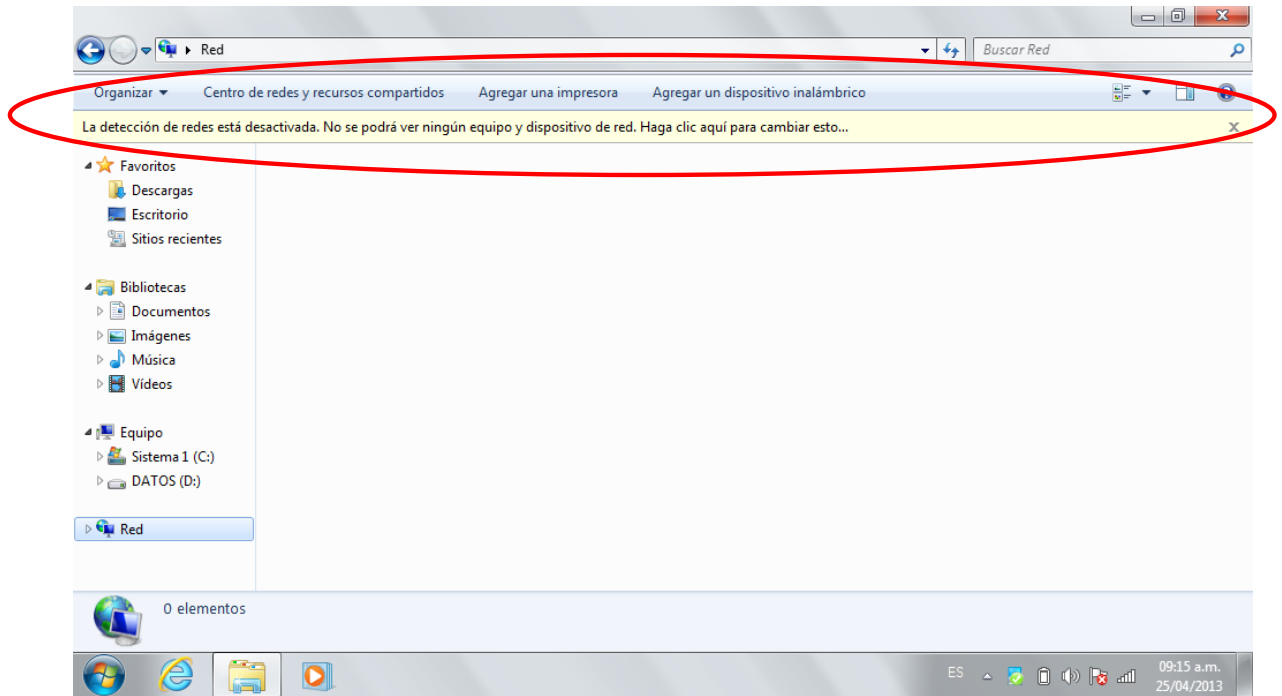 Red
Buscar Red
Organizar Centro de redes y recursos compartidos Agregar una impresora Agregar un dispositivo inalámbrico
La detección de redes está desactivada. No se podrá ver ningún equipo y dispositivo de red. Haga clic aquí para cambiar esto...
Favoritos
Descargas
Escritorio
Sitios recientes
Bibliotecas
Documentos
Imágenes
Música
Vídeos
Equipo
Sistema 1 (C:)
DATOS (D:)
Red
0 elementos
ES
09:15 a.m.
25/04/2013